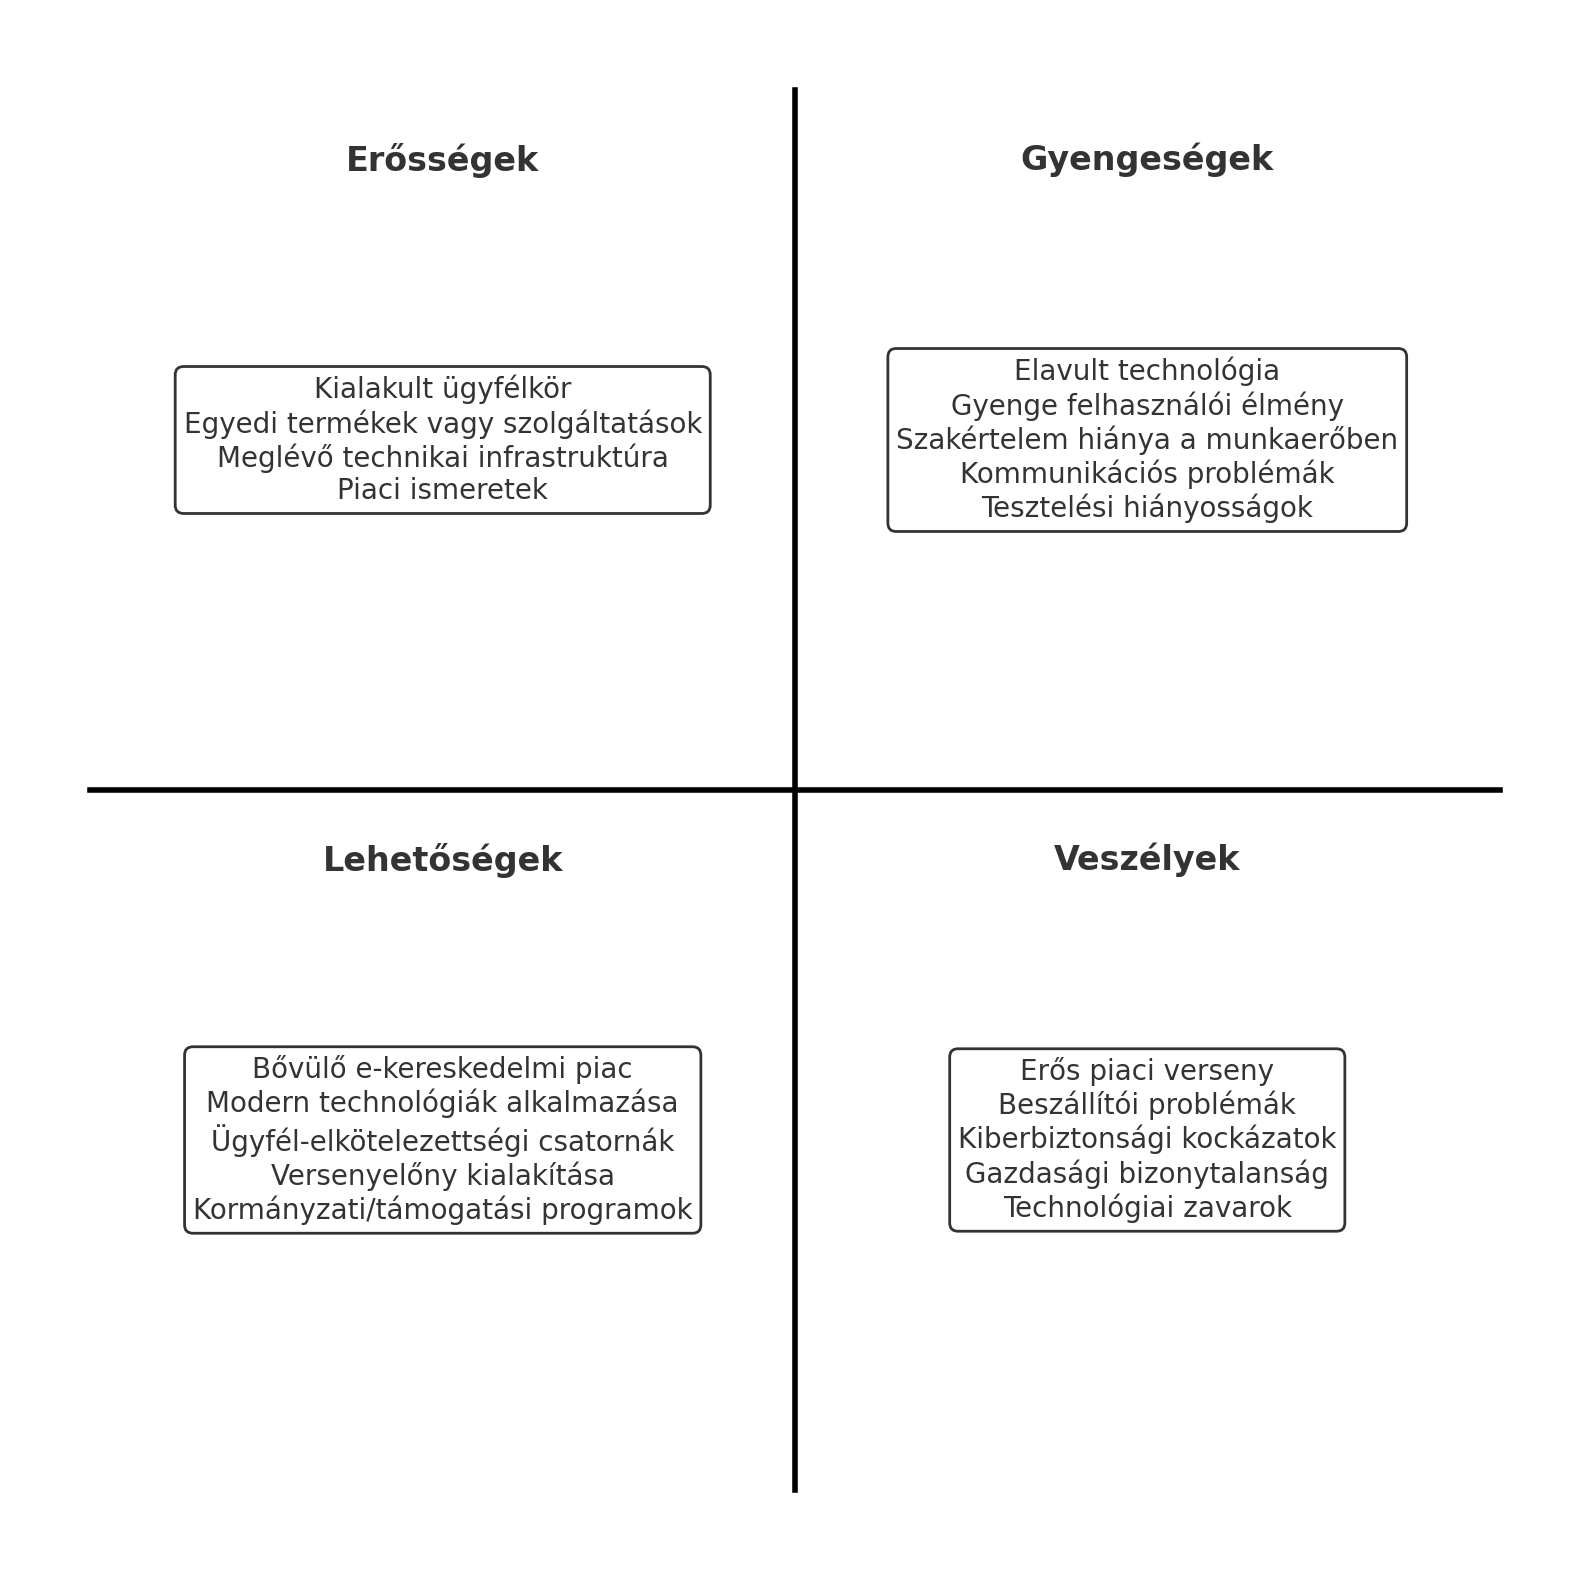 Erősségek
Kialakult ügyfélkör
Egyedi termékek vagy szolgáltatások
Meglévő technikai infrastruktúra
Piaci ismeretek
Gyengeségek
Elavult technológia
Gyenge felhasználói élmény
Szakértelem hiánya a munkaerőben
Kommunikációs problémák
Tesztelési hiányosságok
Lehetőségek
Bővülő e-kereskedelmi piac
Modern technológiák alkalmazása
Ügyfél-elkötelezettségi csatornák
Versenyelőny kialakítása
Kormányzati/támogatási programok
Veszélyek
Erős piaci verseny
Beszállítói problémák
Kiberbiztonsági kockázatok
Gazdasági bizonytalanság
Technológiai zavarok